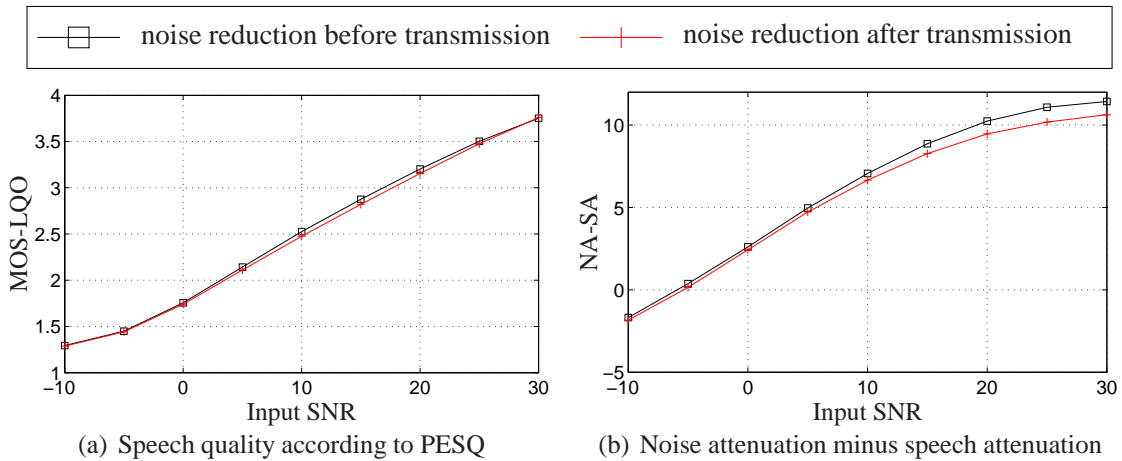 noise reduction before transmission
noise reduction after transmission
4
3.5
3
2.5
2
1.5
1
MOS-LQO
−10
0
10
20
30
Input SNR
(a) Speech quality according to PESQ
10
5
0
−5
NA-SA
−10
0
10
20
30
Input SNR
(b) Noise attenuation minus speech attenuation